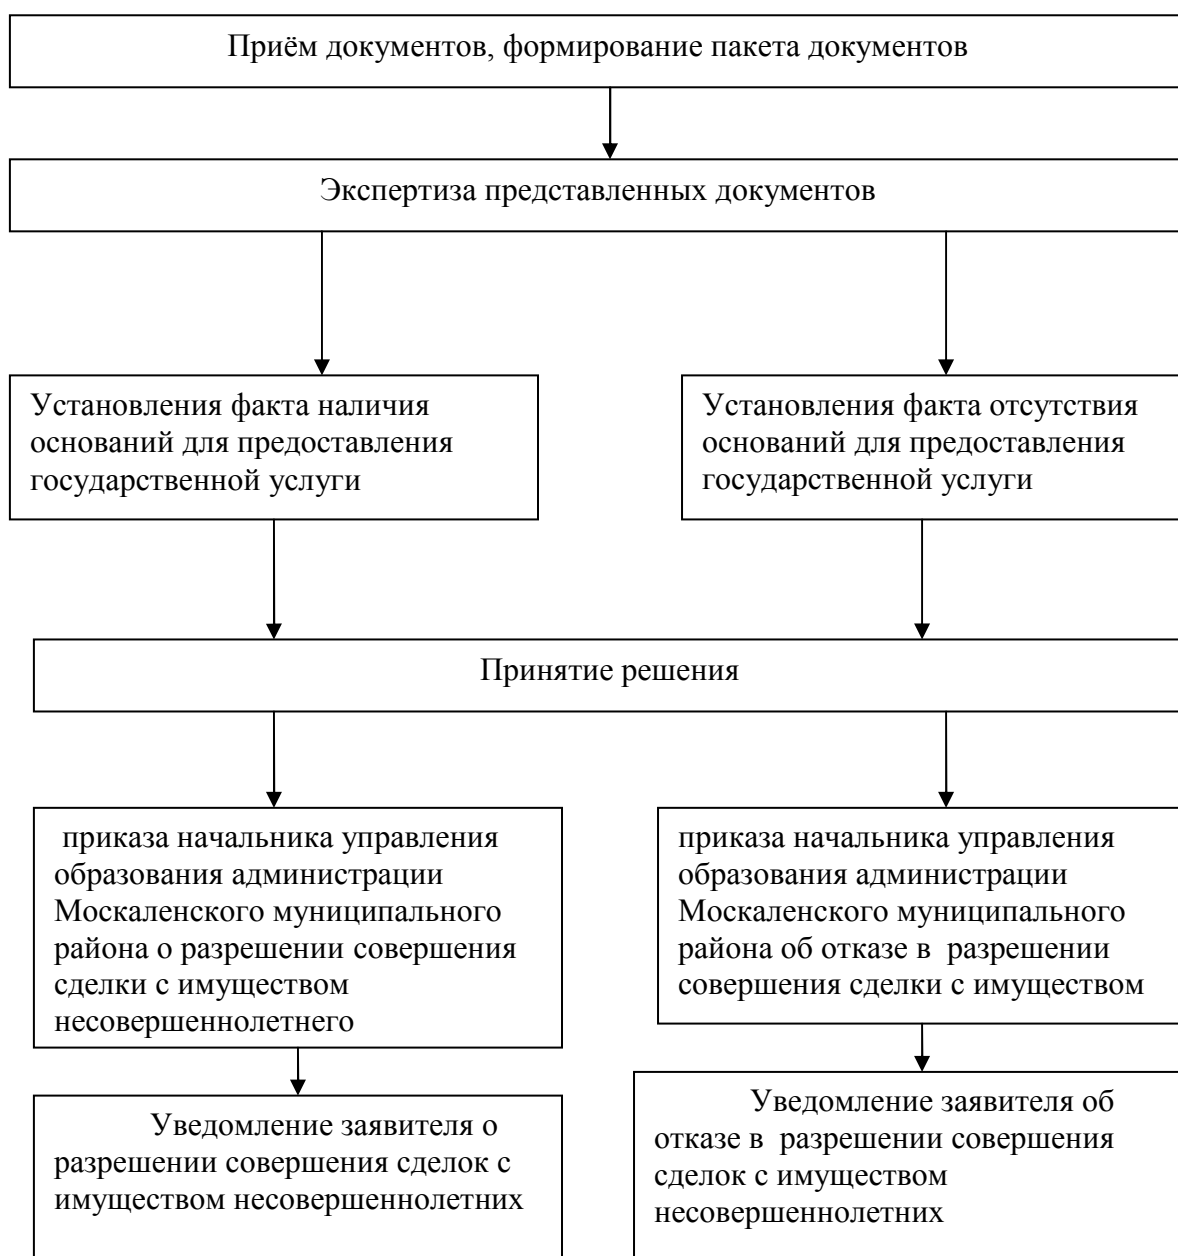 Приём документов, формирование пакета документов
Экспертиза представленных документов
Установления факта наличия
оснований для предоставления
государственной услуги
Установления факта отсутствия
оснований для предоставления
государственной услуги
Принятие решения
приказа начальника управления
образования администрации
Москаленского муниципального
района о разрешении совершения
сделки с имуществом
несовершеннолетнего
приказа начальника управления
образования администрации
Москаленского муниципального
района об отказе в разрешении
совершения сделки с имуществом
Уведомление заявителя о
разрешении совершения сделок с
имуществом несовершеннолетних
Уведомление заявителя об
отказе в разрешении совершения
сделок с имуществом
несовершеннолетних